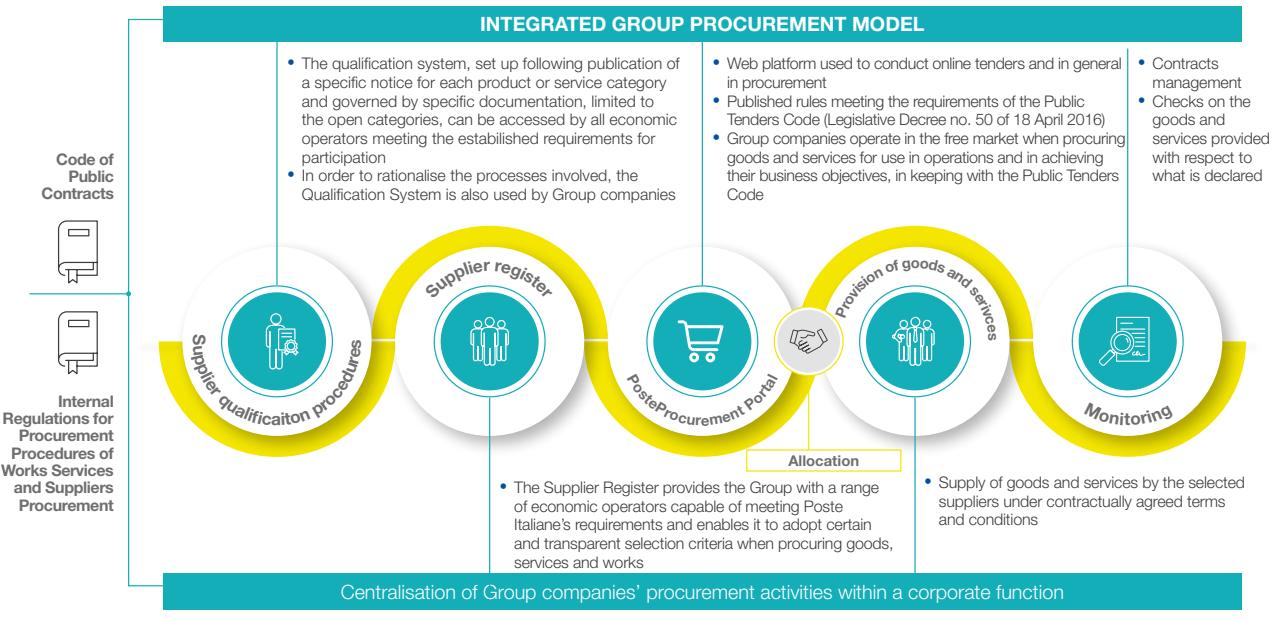 INTEGRATED GROUP PROCUREMENT MODEL
Code of
Public
Contracts
Internal
Regulations for
Procurement
Procedures of
Works Services
and Suppliers
Procurement
• The qualification system, set up following publication of
a specific notice for each product or service category
and governed by specific documentation, limited to
the open categories, can be accessed by all economic
operators meeting the estabilished requirements for
participation
• In order to rationalise the processes involved, the
Qualification System is also used by Group companies
• Web platform used to conduct online tenders and in general
in procurement
• Published rules meeting the requirements of the Public
Tenders Code (Legislative Decree no. 50 of 18 April 2016)
• Group companies operate in the free market when procuring
goods and services for use in operations and in achieving
their business objectives, in keeping with the Public Tenders
Code
• Contracts
management
• Checks on the
goods and
services provided
with respect to
what is declared
Supplier qualificaiton procedures
Supplier register
PosteProcurement Portal
Provision of goods and serivces
Monitoring
Allocation
• The Supplier Register provides the Group with a range
of economic operators capable of meeting Poste
Italiane's requirements and enables it to adopt certain
and transparent selection criteria when procuring goods,
services and works
• Supply of goods and services by the selected
suppliers under contractually agreed terms
and conditions
Centralisation of Group companies' procurement activities within a corporate function